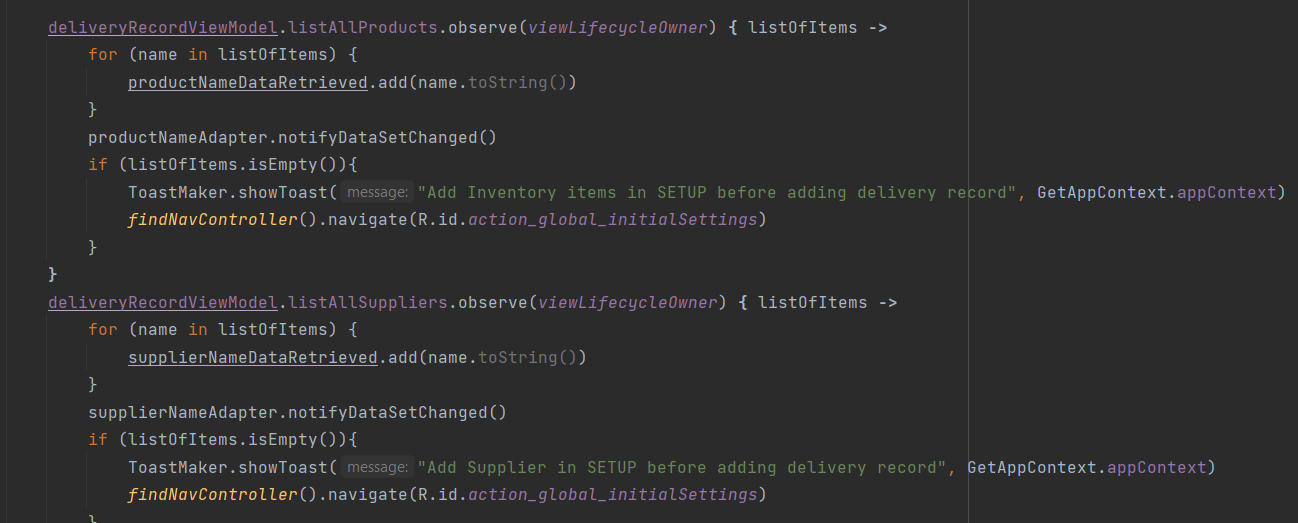 deliveryRecordViewModel.listAllProducts.observe(viewLifecycleOwner) { listOfItems ->
for (name in listOfItems) {
productNameDataRetrieved.add(name.toString())
}
productNameAdapter.notifyDataSetChanged()
if (listOfItems.isEmpty()){
ToastMaker.showToast( message: "Add Inventory items in SETUP before adding delivery record", GetAppContext.appContext)
findNavController().navigate(R.id.action_global_initialSettings)
}
}
deliveryRecordViewModel.listAllSuppliers.observe(viewLifecycleOwner) { listOfItems ->
for (name in listOfItems) {
supplierNameDataRetrieved.add(name.toString())
}
supplierNameAdapter.notifyDataSetChanged()
if (listOfItems.isEmpty()){
ToastMaker.showToast( message: "Add Supplier in SETUP before adding delivery record", GetAppContext.appContext)
findNavController().navigate(R.id.action_global_initialSettings)
}